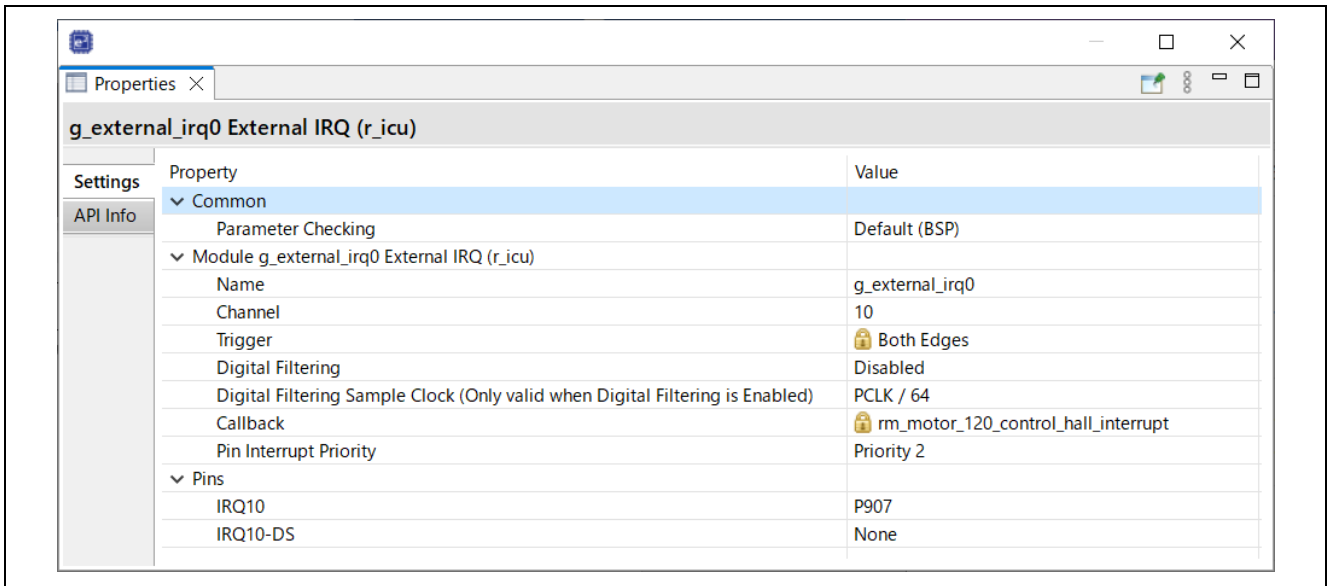 Properties
g_external_irq0 External IRQ (r_icu)
Settings
API Info
Property Value
Common
Parameter Checking Default (BSP)
Module g_external_irq0 External IRQ (r_icu)
Name g_external_irq0
Channel 10
Trigger Both Edges
Digital Filtering Disabled
Digital Filtering Sample Clock (Only valid when Digital Filtering is Enabled) PCLK / 64
Callback rm_motor_120_control_hall_interrupt
Pin Interrupt Priority Priority 2
Pins
IRQ10 P907
IRQ10-DS None